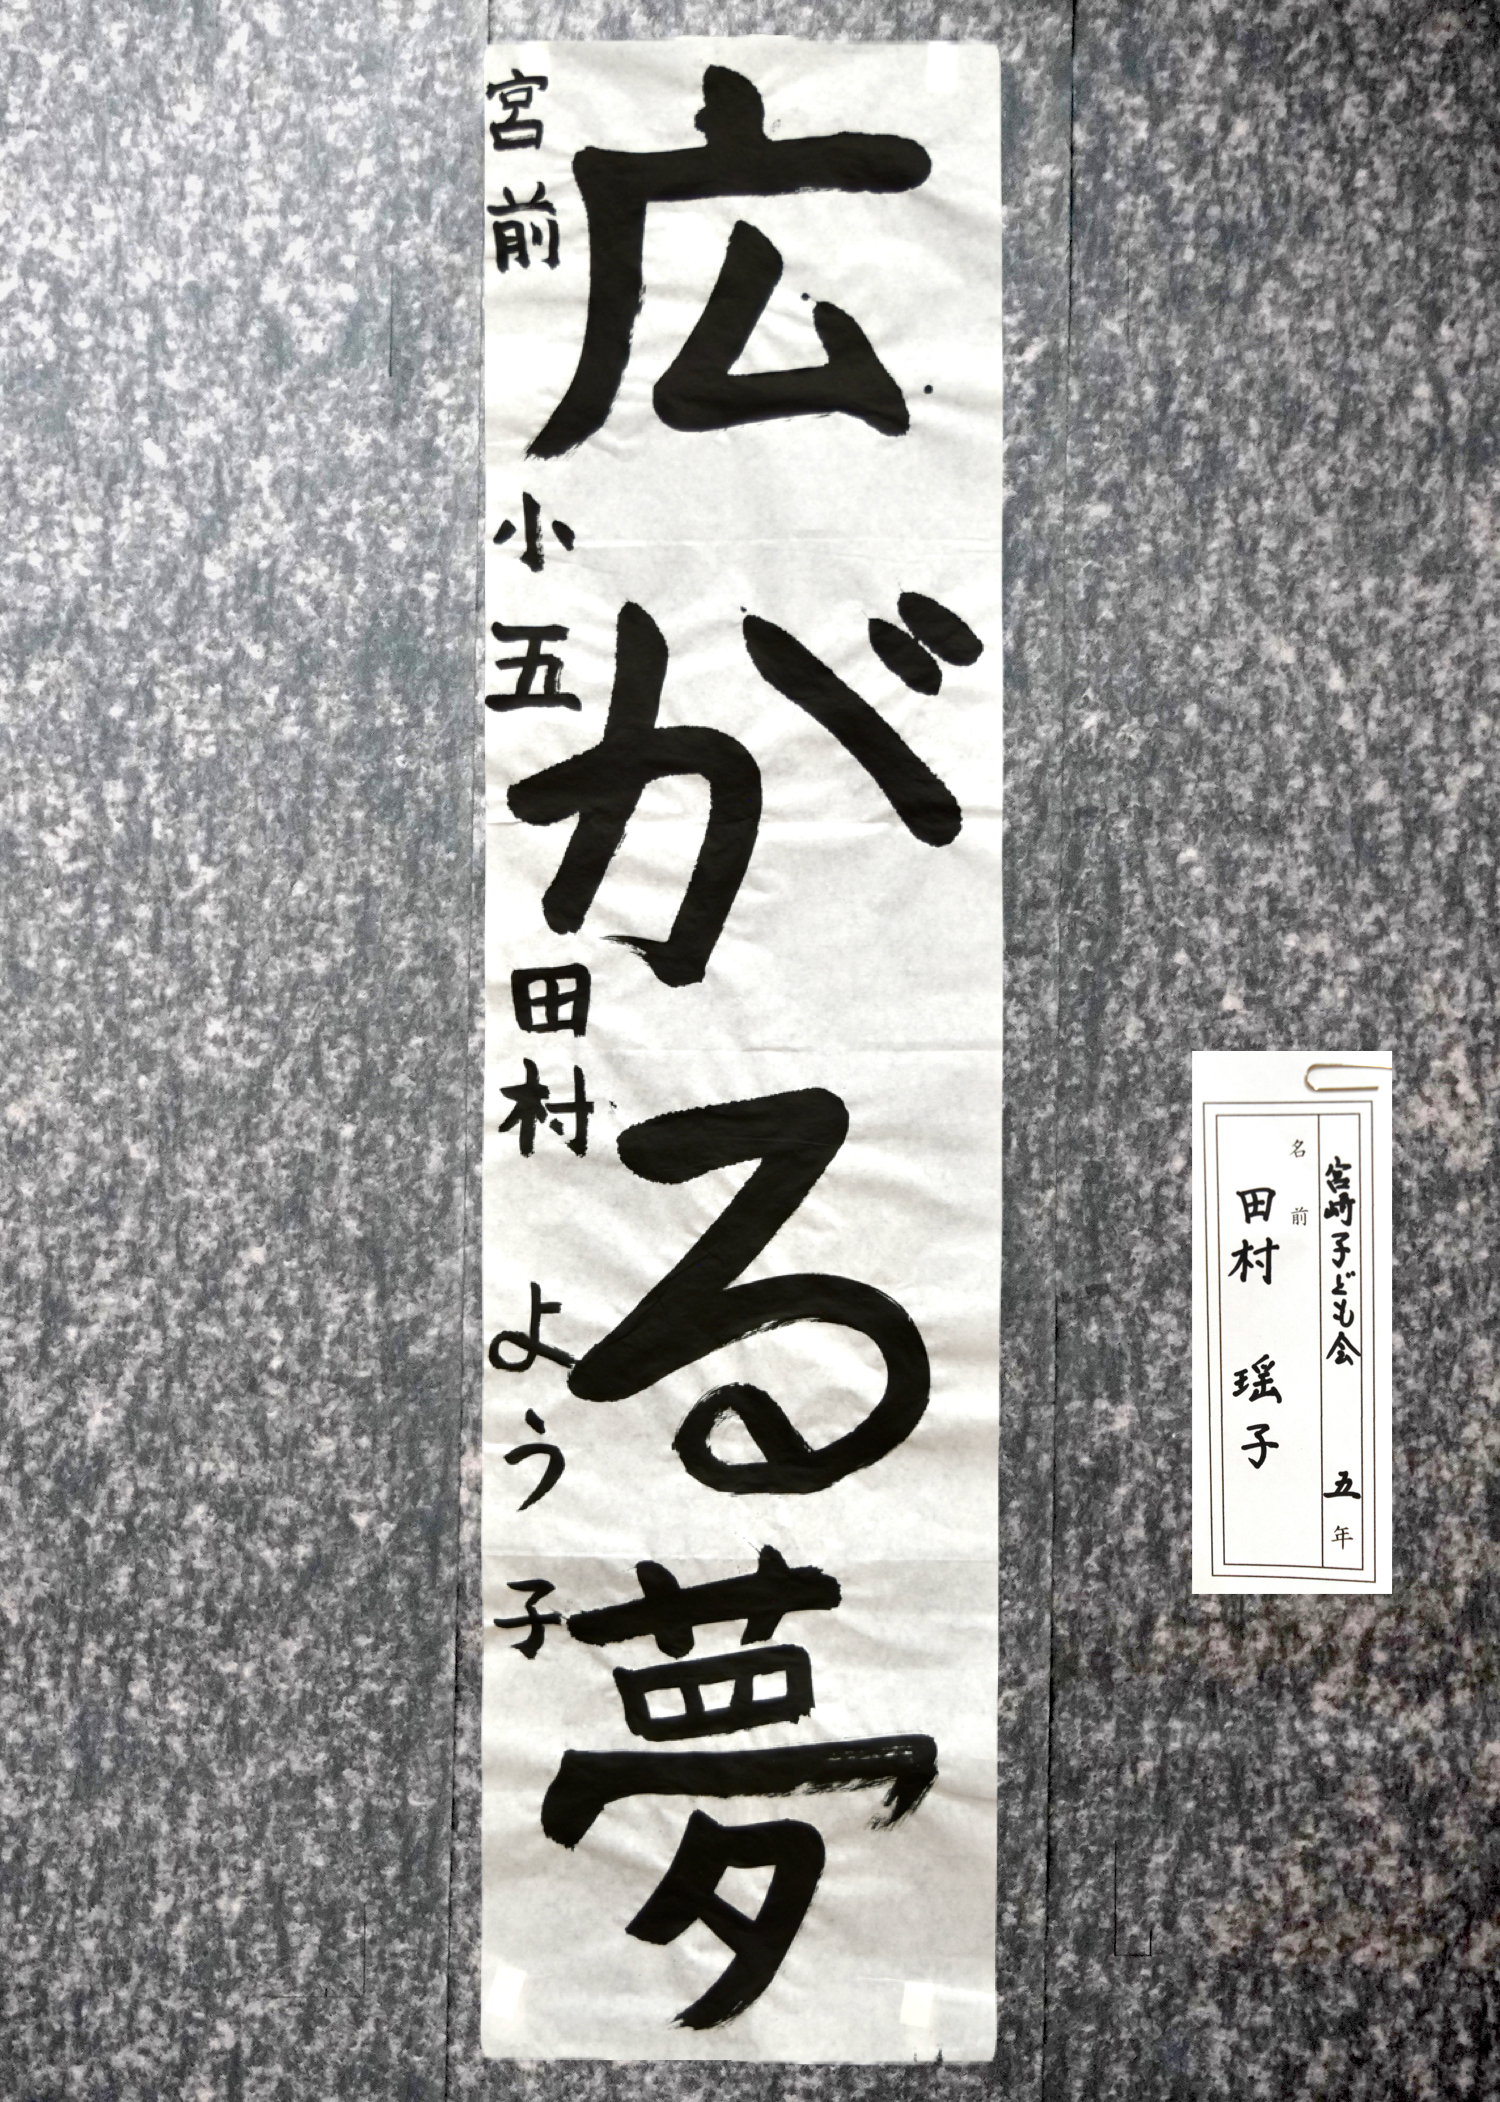 広がる夢
宮前小五田村よう子
宮崎子ども会 五年
名前
田村 瑶子